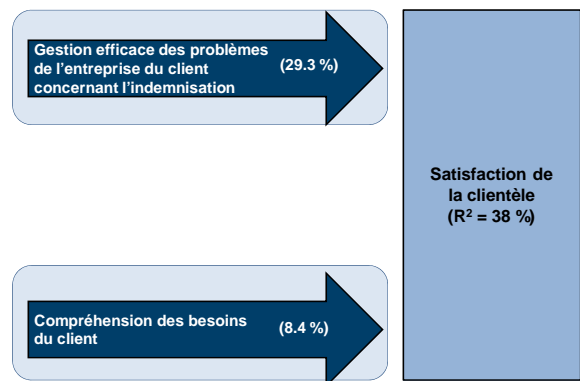 Gestion efficace des problèmes
de l'entreprise du client (29.3 %)
concernant l'indemnisation
Satisfaction de
la clientèle
(R² = 38 %)
Compréhension des besoins
du client (8.4 %)